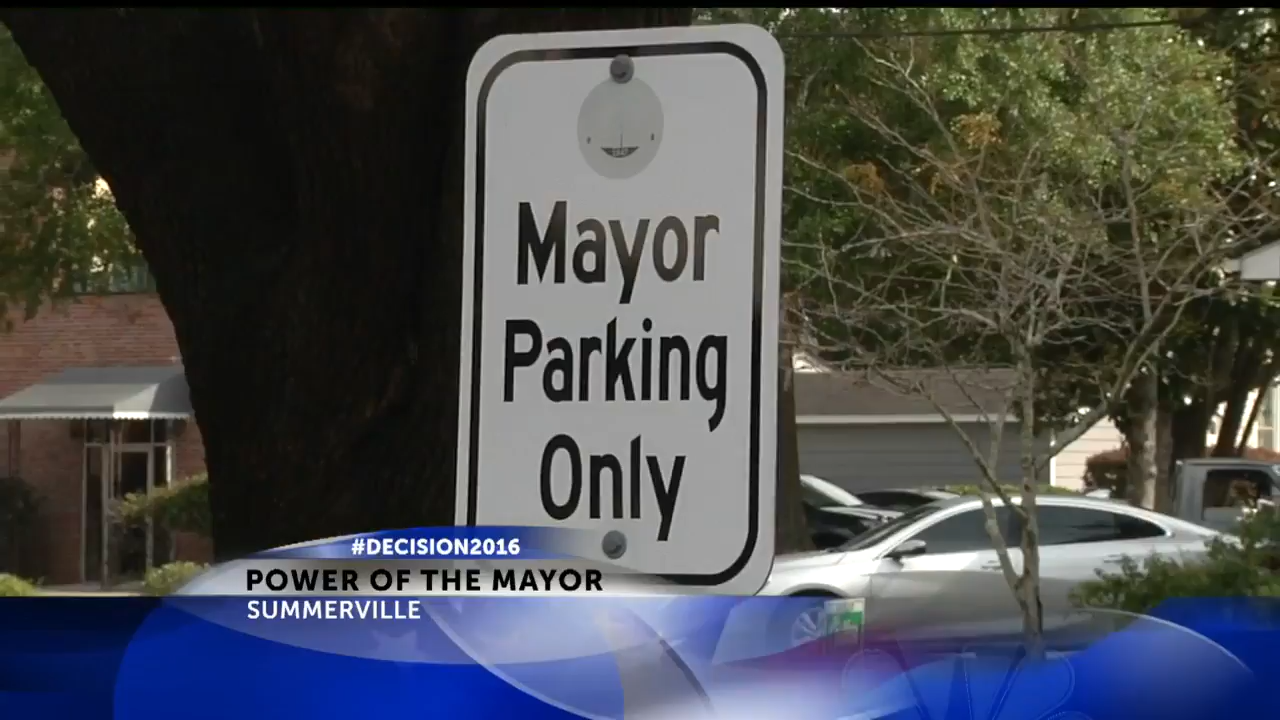 Mayor
Parking
Only
#DECISION2016
POWER OF THE MAYOR
SUMMERVILLE